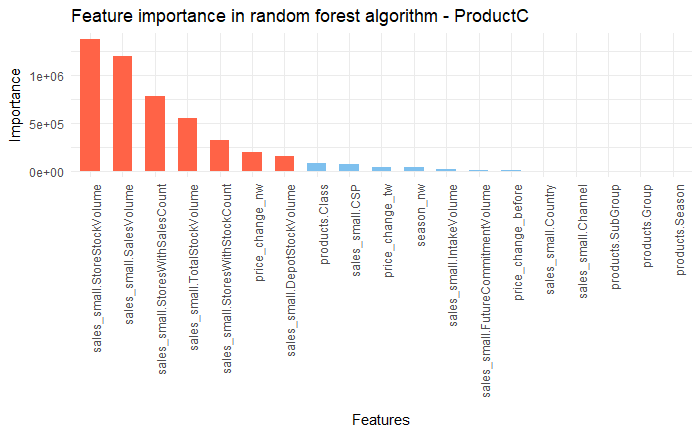 Feature importance in random forest algorithm - ProductC
Importance
1e+06
5e+05
0e+00
sales_small.StoreStockVolume
sales_small.SalesVolume
sales_small.StoresWithSalesCount
sales_small.TotalStockVolume
sales_small.StoresWithStockCount
price_change_nw
sales_small.DepotStockVolume
products.Class
sales_small.CSP
price_change_tw
season_nw
sales_small.IntakeVolume
sales_small.FutureCommitmentVolume
price_change_before
sales_small.Country
sales_small.Channel
products.SubGroup
products.Group
products.Season
Features